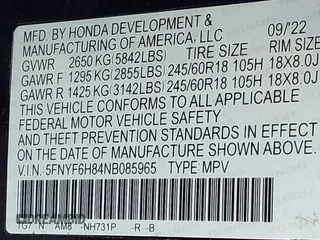 MFD. BY HONDA DEVELOPMENT &
MANUFACTURING OF AMERICA, LLC 09/'22
GVWR 2650 KG (5842LBS) TIRE SIZE RIM SIZE
GAWR F 1295 KG (2855LBS) 245/60R18 105H 18X8.0J
GAWR R 1425 KG (3142LBS) 245/60R18 105H 18X8.0J
THIS VEHICLE CONFORMS TO ALL APPLICABLE
FEDERAL MOTOR VEHICLE SAFETY
AND THEFT PREVENTION STANDARDS IN EFFECT
ON THE DATE OF MANUFACTURE SHOWN ABOVE.
V.I.N. 5FNYF6H84NB085965 TYPE: MPV
1G7 N AM8 -NH731P -R -B
DREAMBID